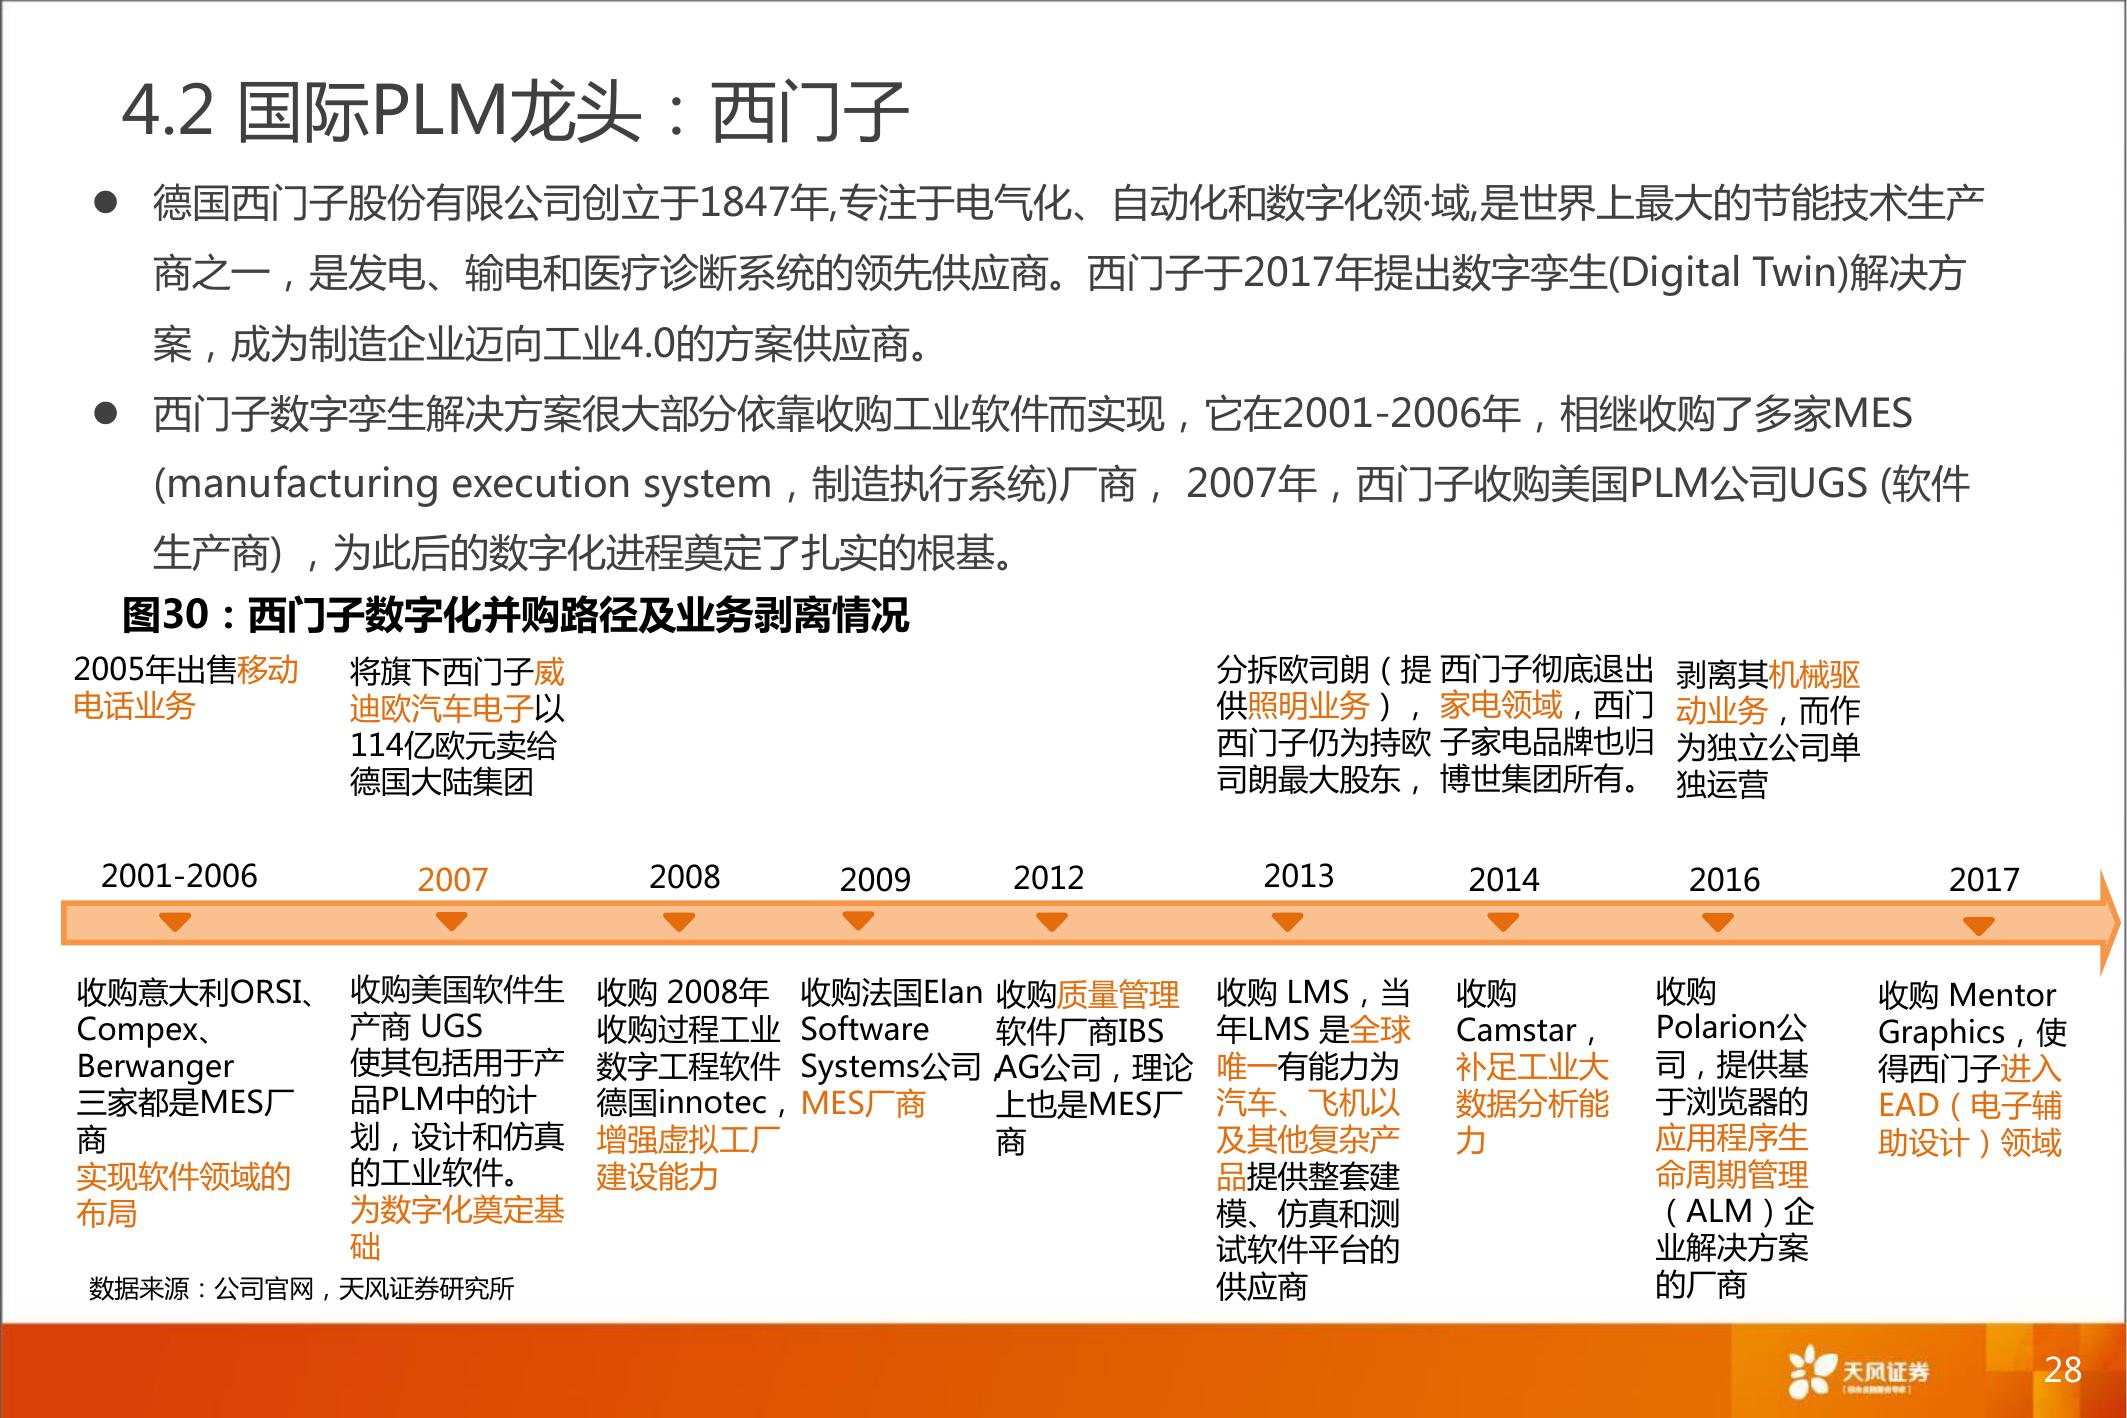 4.2 国际PLM龙头：西门子
● 德国西门子股份有限公司创立于1847年,专注于电气化、自动化和数字化领·域,是世界上最大的节能技术生产
商之一，是发电、输电和医疗诊断系统的领先供应商。西门子于2017年提出数字孪生(Digital Twin)解决方
案，成为制造企业迈向工业4.0的方案供应商。
● 西门子数字孪生解决方案很大部分依靠收购工业软件而实现，它在2001-2006年，相继收购了多家MES
(manufacturing execution system，制造执行系统)厂商， 2007年，西门子收购美国PLM公司UGS (软件
生产商) ，为此后的数字化进程奠定了扎实的根基。
图30：西门子数字化并购路径及业务剥离情况
2005年出售移动
电话业务
将旗下西门子威
迪欧汽车电子以
114亿欧元卖给
德国大陆集团
分拆欧司朗（提
供照明业务），
西门子仍为持欧
司朗最大股东，
西门子彻底退出
家电领域，西门
子家电品牌也归
博世集团所有。
剥离其机械驱
动业务，而作
为独立公司单
独运营
2001-2006
2007
2008
2009
2012
2013
2014
2016
2017
收购意大利ORSI、
Compex、
Berwanger
三家都是MES厂
商
实现软件领域的
布局
收购美国软件生
产商 UGS
使其包括用于产
品PLM中的计
划，设计和仿真
的工业软件。
为数字化奠定基
础
收购 2008年
收购过程工业
数字工程软件
德国innotec，
增强虚拟工厂
建设能力
收购法国Elan
Software
Systems公司，
MES厂商
收购质量管理
软件厂商IBS
AG公司，理论
上也是MES厂
商
收购 LMS，当
年LMS 是全球
唯一有能力为
汽车、飞机以
及其他复杂产
品提供整套建
模、仿真和测
试软件平台的
供应商
收购
Camstar，
补足工业大
数据分析能
力
收购
Polarion公
司，提供基
于浏览器的
应用程序生
命周期管理
（ALM）企
业解决方案
的厂商
收购 Mentor
Graphics，使
得西门子进入
EAD（电子辅
助设计）领域
数据来源：公司官网，天风证券研究所
天风证券
28